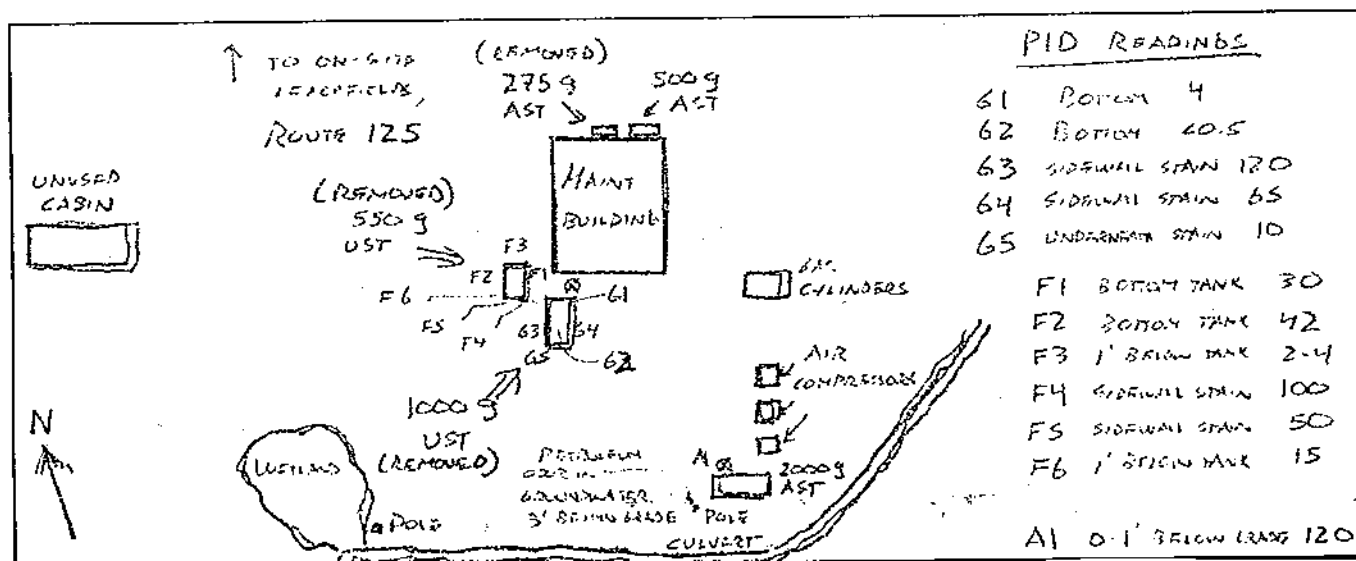 ↑ TO ON-SITE
LEACHFIELDS,
ROUTE 125
(REMOVED)
275 g
AST
500 g
AST
UNUSED
CABIN
MAINT
BUILDING
(REMOVED)
550 g
UST
F3
F2
F1
F6
F5
F4
G1
G3
G4
G5
G2
1000 g
UST
(REMOVED)
CYLINDERS
AIR
COMPRESSORS
N
WETLAND
POLE
PETROLEUM
ODOR IN
GROUNDWATER
3' BELOW GRADE
A1
2000g
AST
POLE
CULVERT
PID READINGS
G1 BOTTOM 4
G2 BOTTOM <0.5
G3 SIDEWALL STAIN 120
G4 SIDEWALL STAIN 65
G5 UNDERNEATH STAIN 10
F1 BOTTOM TANK 30
F2 BOTTOM TANK 42
F3 1' BELOW TANK 2.4
F4 SIDEWALL STAIN 100
F5 SIDEWALL STAIN 50
F6 1' BELOW TANK 15
A1 0-1' BELOW GRADE 120